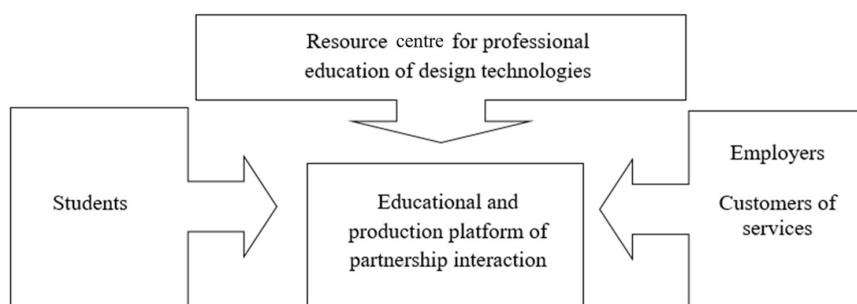 Resource centre for professional
education of design technologies
Students
Educational and
production platform of
partnership interaction
Employers
Customers of
services